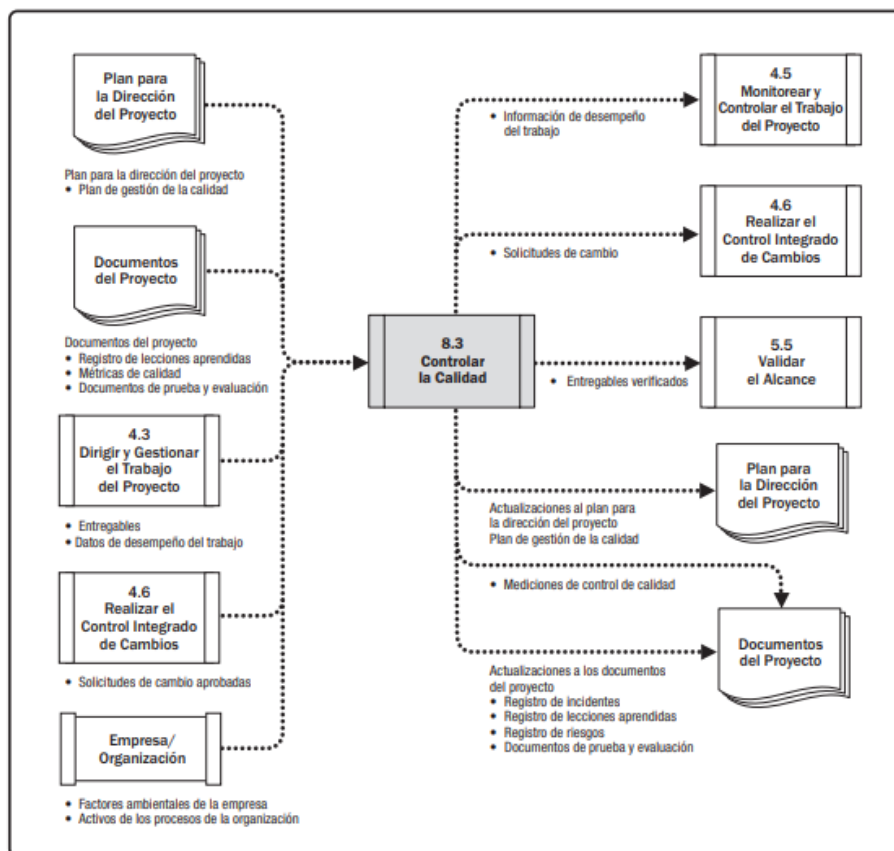 Plan para
la Dirección
del Proyecto
Plan para la dirección del proyecto
• Plan de gestión de la calidad
Documentos
del Proyecto
Documentos del proyecto
• Registro de lecciones aprendidas
• Métricas de calidad
• Documentos de prueba y evaluación
4.3
Dirigir y Gestionar
el Trabajo
del Proyecto
• Entregables
• Datos de desempeño del trabajo
4.6
Realizar el
Control Integrado
de Cambios
• Solicitudes de cambio aprobadas
Empresa/
Organización
• Factores ambientales de la empresa
• Activos de los procesos de la organización
8.3
Controlar
la Calidad
• Información de desempeño
del trabajo
4.5
Monitorear y
Controlar el Trabajo
del Proyecto
• Solicitudes de cambio
4.6
Realizar el
Control Integrado
de Cambios
• Entregables verificados
5.5
Validar
el Alcance
Actualizaciones al plan para
la dirección del proyecto
Plan de gestión de la calidad
Plan para
la Dirección
del Proyecto
• Mediciones de control de calidad
Documentos
del Proyecto
Actualizaciones a los documentos
del proyecto
• Registro de incidentes
• Registro de lecciones aprendidas
• Registro de riesgos
• Documentos de prueba y evaluación